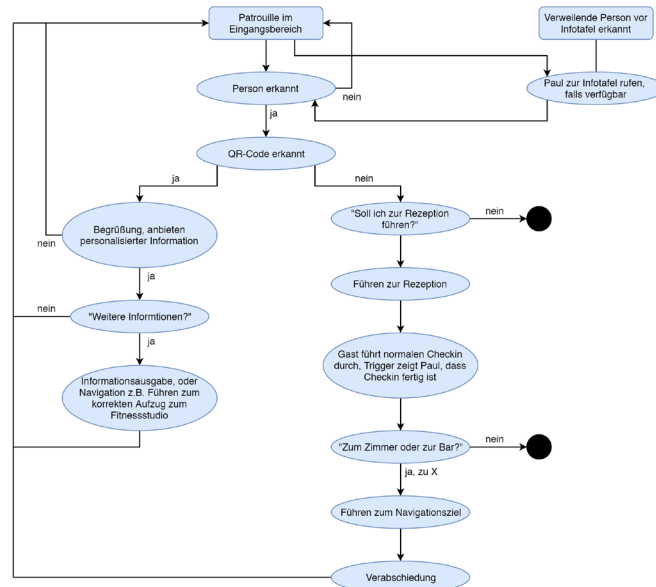 Patrouille im
Eingangsbereich
Verweilende Person vor
Infotafel erkannt
Person erkannt
nein
Paul zur Infotafel rufen,
falls verfügbar
ja
QR-Code erkannt
ja
nein
Begrüßung, anbieten
personalisierter Information
nein
"Soll ich zur Rezeption
führen?"
nein
ja
Führen zur Rezeption
"Weitere Informtionen?"
nein
ja
Informationsausgabe, oder
Navigation z.B. Führen zum
korrekten Aufzug zum
Fitnessstudio
Gast führt normalen Checkin
durch, Trigger zeigt Paul, dass
Checkin fertig ist
"Zum Zimmer oder zur Bar?"
nein
ja, zu X
Führen zum Navigationsziel
Verabschiedung